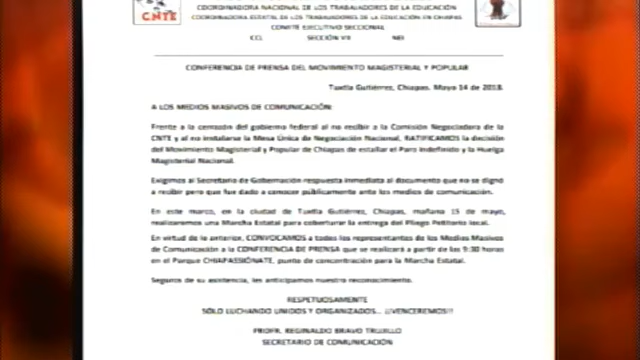 CNTE
COORDINADORA NACIONAL DE LOS TRABAJADORES DE LA EDUCACIÓN
COORDINADORA ESTATAL DE LOS TRABAJADORES DE LA EDUCACIÓN EN CHIAPAS
COMITÉ EJECUTIVO SECCIONAL
SECCIÓN VII
CONFERENCIA DE PRENSA DEL MOVIMIENTO MAGISTERIAL Y POPULAR
Tuxtla Gutiérrez, Chiapas. Mayo 14 de 2018.
A LOS MEDIOS MASIVOS DE COMUNICACIÓN:
Frente a la cerrazón del gobierno federal al no recibir a la Comisión Negociadora de la
CNTE y al no instalarse la Mesa Única de Negociación Nacional, RATIFICAMOS la decisión
del Movimiento Magisterial y Popular de Chiapas de estallar el Paro Indefinido y la Huelga
Magisterial Nacional.
Exigimos al Secretario de Gobernación respuesta inmediata al documento que no se dignó
a recibir pero que fue dado a conocer públicamente ante los medios de comunicación.
En este marco, en la ciudad de Tuxtla Gutiérrez, Chiapas, mañana 15 de mayo,
realizaremos una Marcha Estatal para coberturar la entrega del Pliego Petitorio local.
En virtud de lo anterior, CONVOCAMOS a todos los representantes de los Medios Masivos
de Comunicación a la CONFERENCIA DE PRENSA que se realizará a partir de las 9:30 horas
en el Parque CHIAPASIÓNATE, punto de concentración para la Marcha Estatal.
Seguros de su asistencia, les anticipamos nuestro reconocimiento.
RESPETUOSAMENTE
SOLO LUCHANDO UNIDOS Y ORGANIZADOS... ¡¡VENCEREMOS!!
PROFR. REGINALDO BRAVO TRUJILLO
SECRETARIO DE COMUNICACIÓN